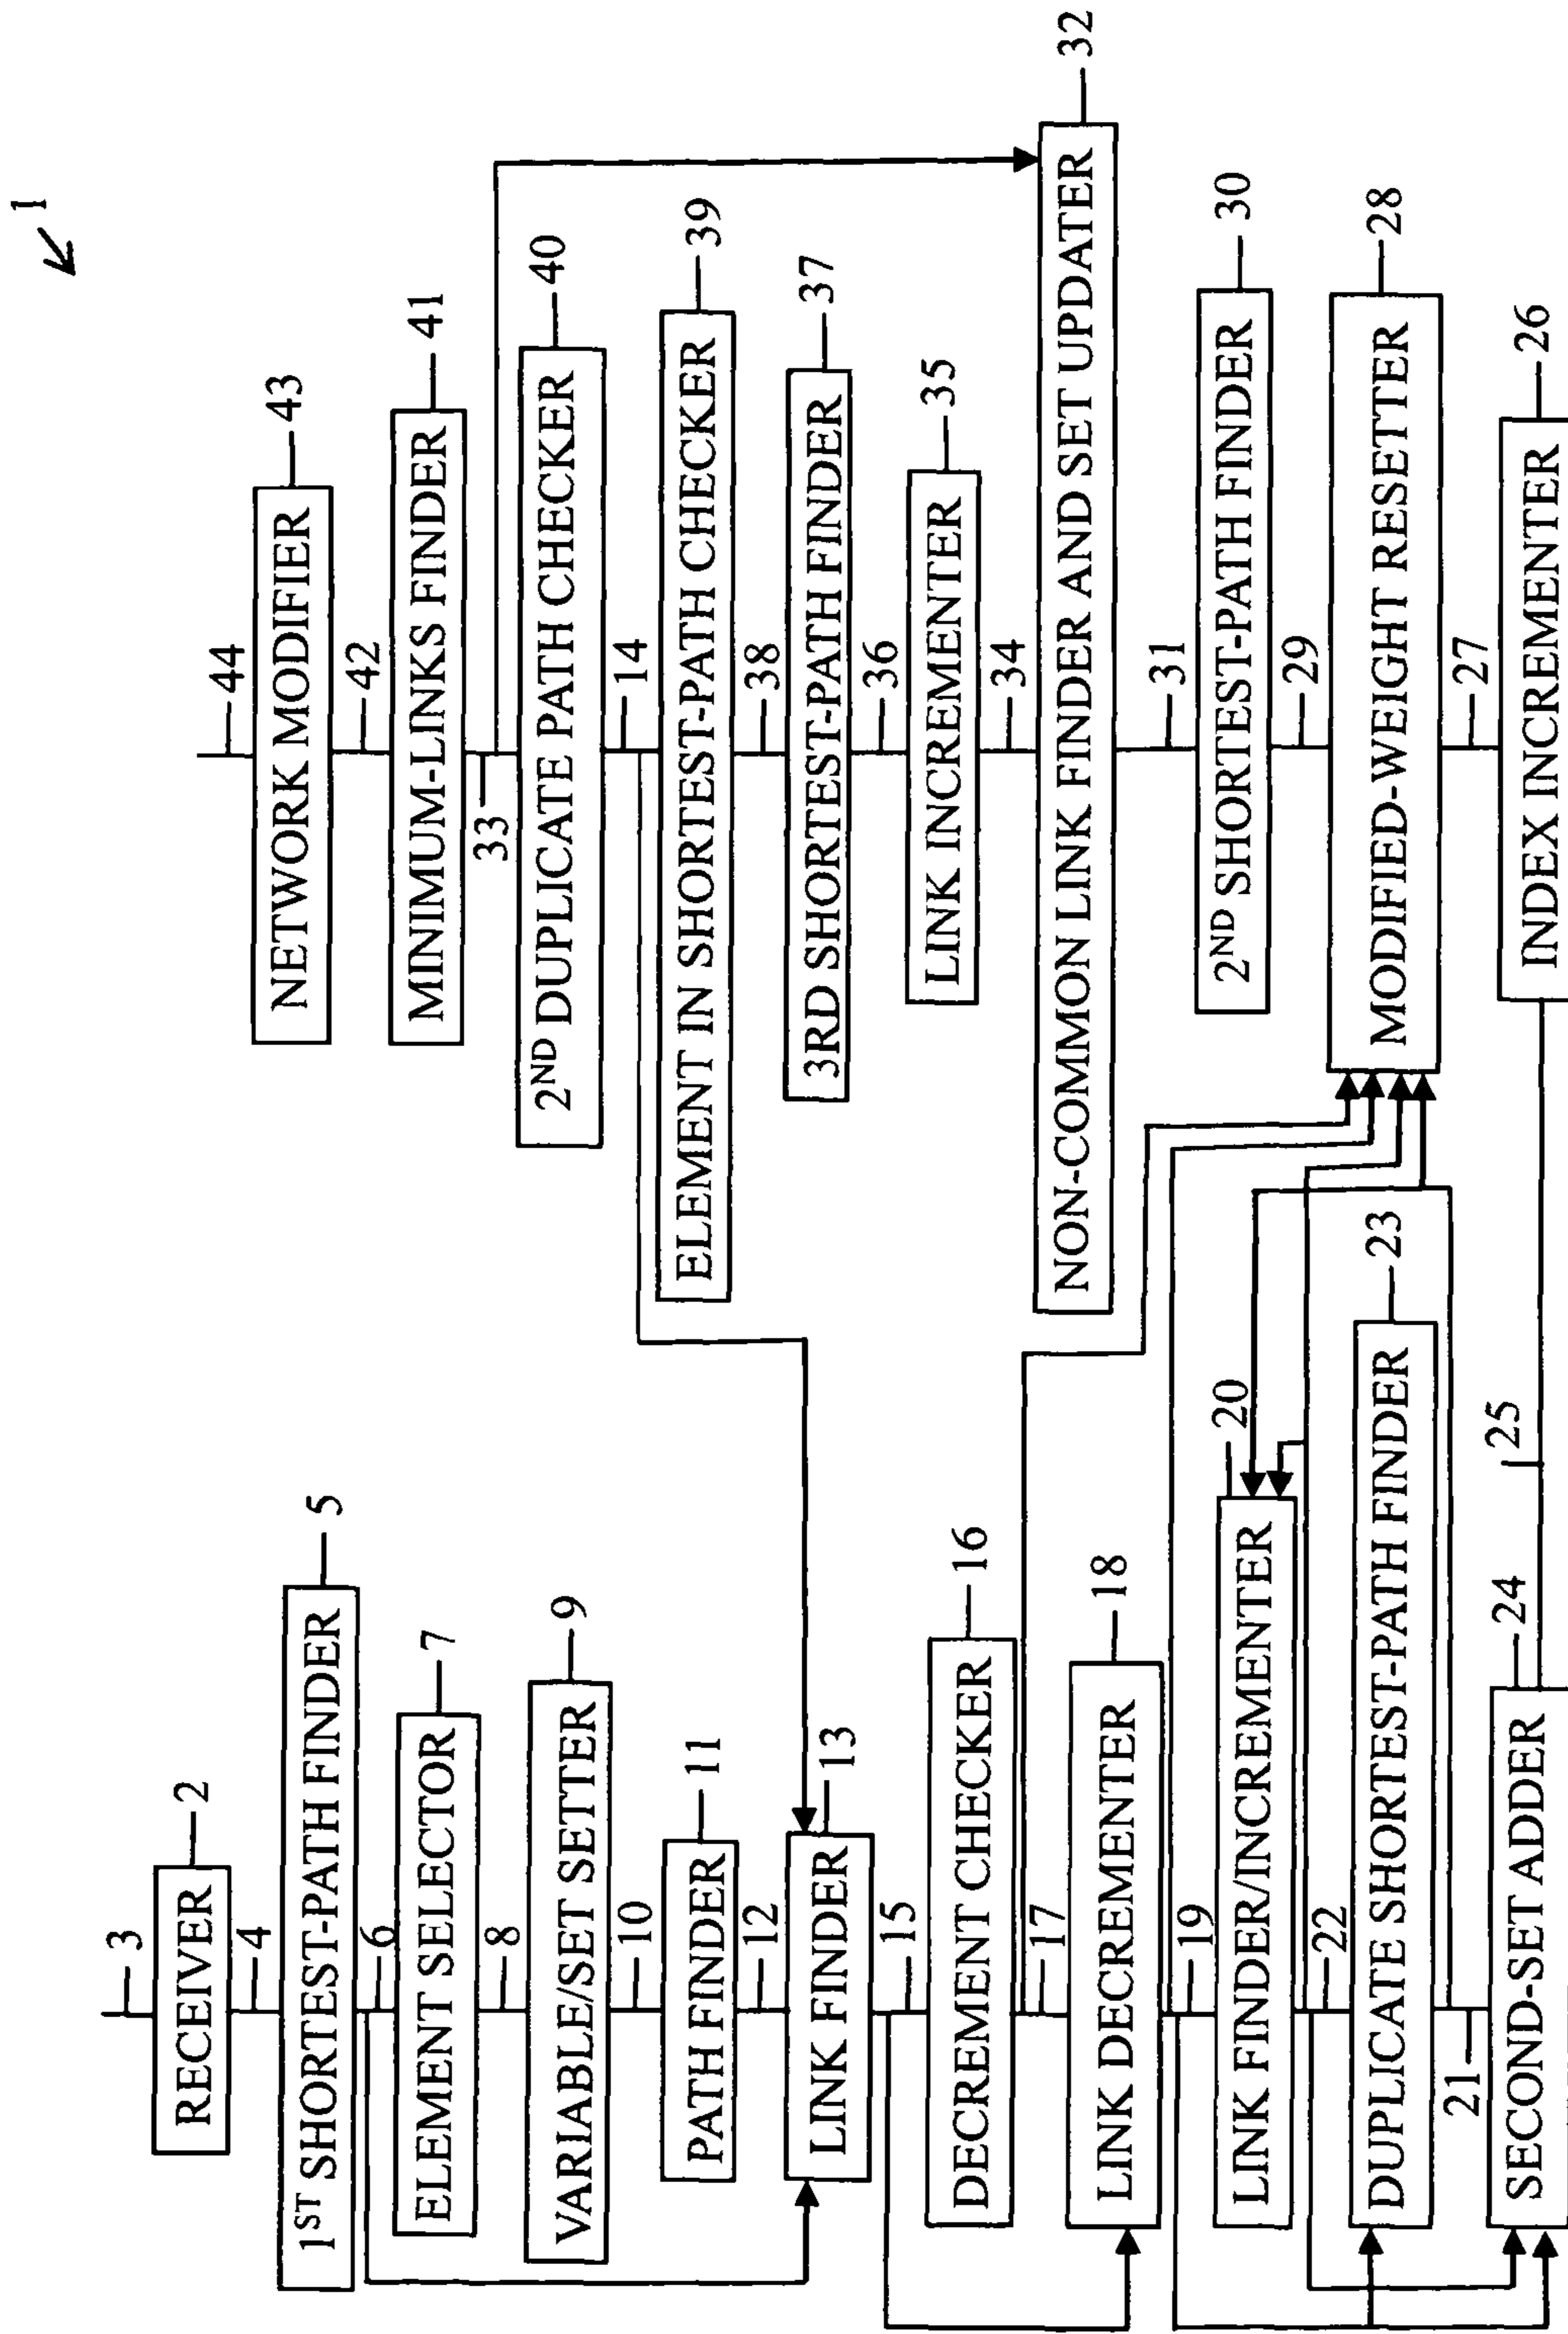 1
3
RECEIVER
2
4
1ST SHORTEST-PATH FINDER
5
6
ELEMENT SELECTOR
7
8
VARIABLE/SET SETTER
9
10
PATH FINDER
11
12
LINK FINDER
13
15
DECREMENT CHECKER
16
17
LINK DECREMENTER
18
19
LINK FINDER/INCREMENTER
20
22
DUPLICATE SHORTEST-PATH FINDER
23
21
SECOND-SET ADDER
24
25
44
NETWORK MODIFIER
43
42
MINIMUM-LINKS FINDER
41
33
2ND DUPLICATE PATH CHECKER
40
14
ELEMENT IN SHORTEST-PATH CHECKER
39
38
3RD SHORTEST-PATH FINDER
37
36
LINK INCREMENTER
35
34
NON-COMMON LINK FINDER AND SET UPDATER
32
31
2ND SHORTEST-PATH FINDER
30
29
MODIFIED-WEIGHT RESETTER
28
27
INDEX INCREMENTER
26